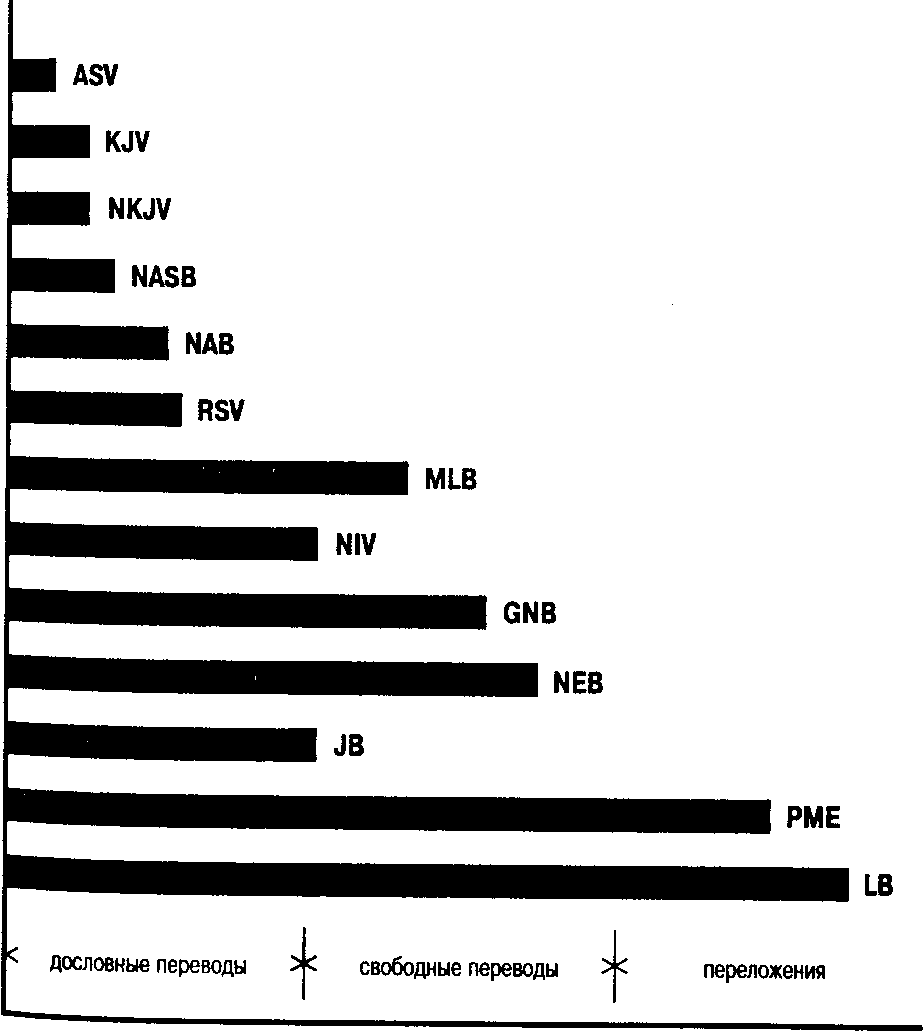 ASV
KJV
NKJV
NASB
NAB
RSV
MLB
NIV
GNB
NEB
JB
PME
LB
дословные переводы свободные переводы переложения